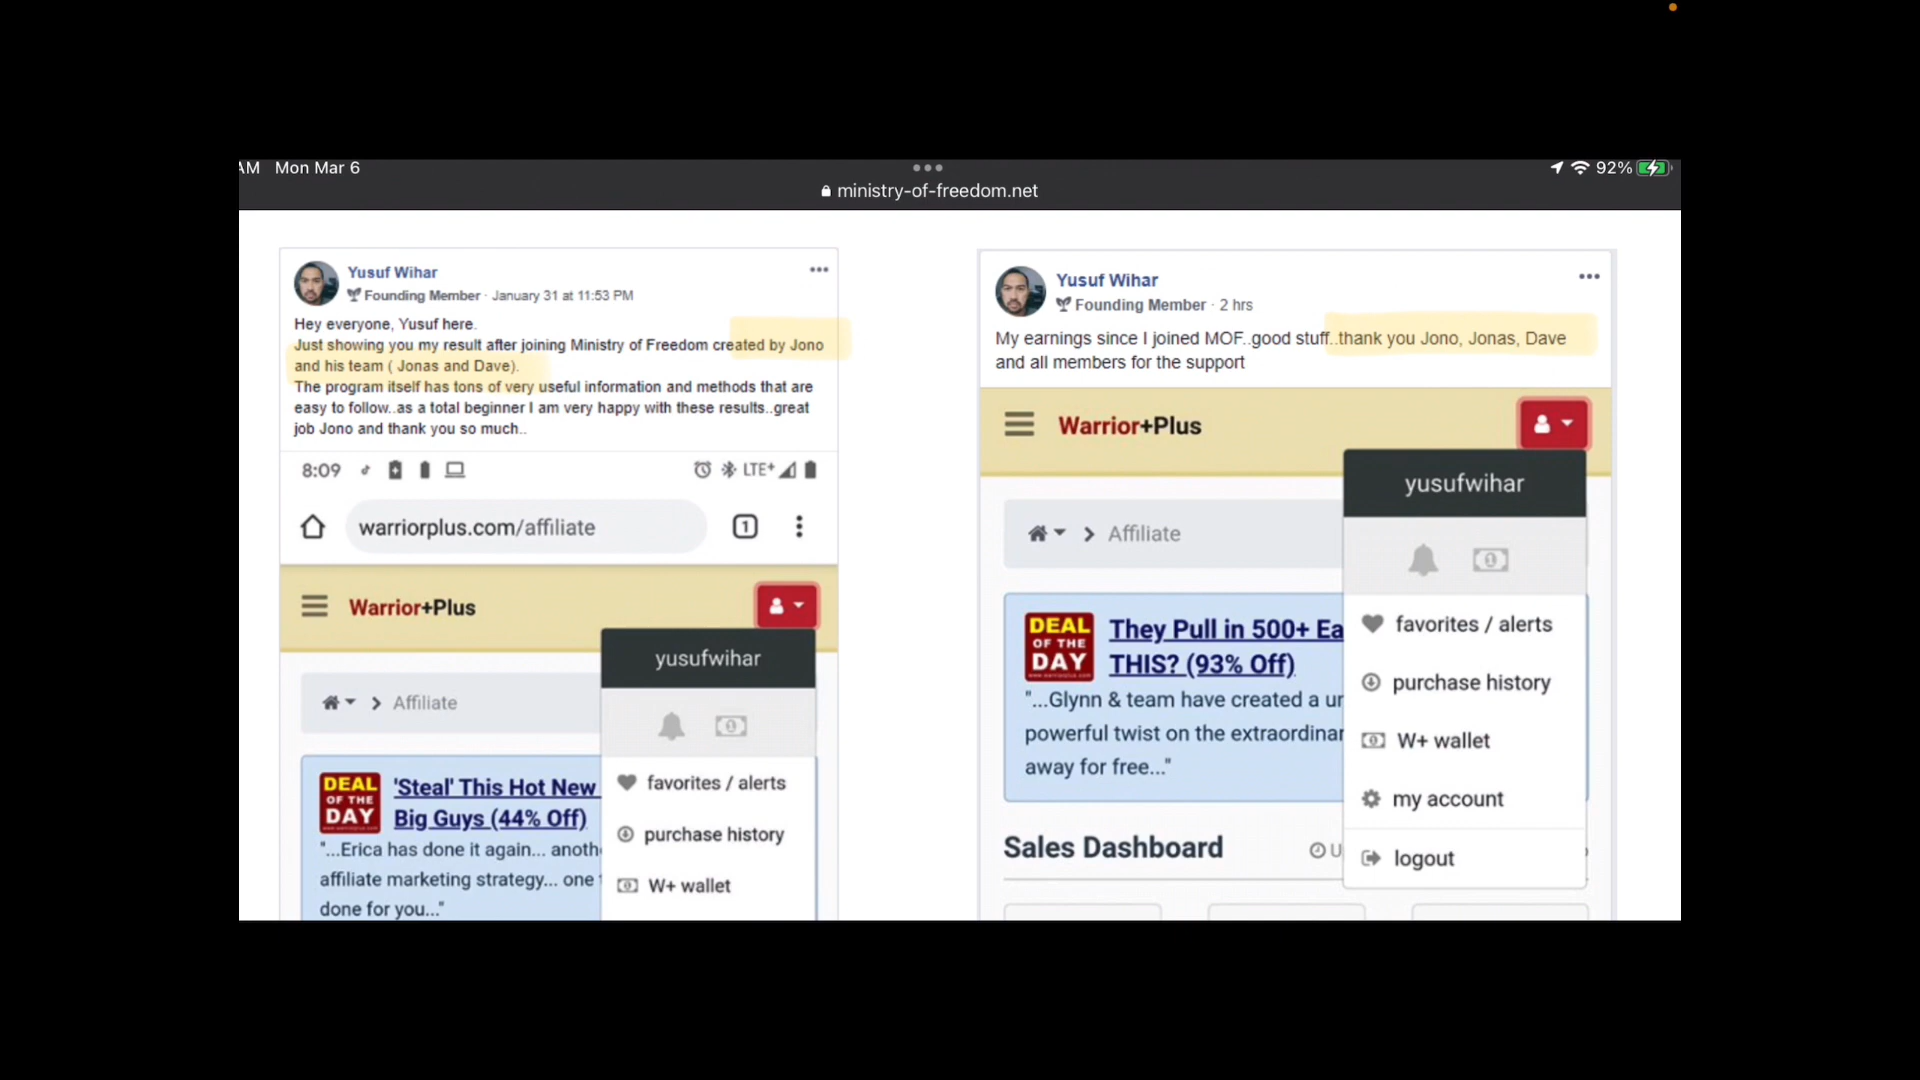 AM Mon Mar 6
92%
ministry-of-freedom.net
Yusuf Wihar
Founding Member · January 31 at 11:53 PM
Hey everyone, Yusuf here.
Just showing you my result after joining Ministry of Freedom created by Jono
and his team ( Jonas and Dave).
The program itself has tons of very useful information and methods that are
easy to follow..as a total beginner I am very happy with these results..great
job Jono and thank you so much..
8:09
LTE+
warriorplus.com/affiliate
1
Warrior+Plus
yusufwihar
Affiliate
DEAL
OF THE
DAY
'Steal' This Hot New
Big Guys (44% Off)
"...Erica has done it again... anoth
affiliate marketing strategy... one
done for you..."
favorites / alerts
purchase history
W+ wallet
Yusuf Wihar
Founding Member · 2 hrs
My earnings since I joined MOF..good stuff..thank you Jono, Jonas, Dave
and all members for the support
Warrior+Plus
yusufwihar
Affiliate
DEAL
OF THE
DAY
They Pull in 500+ Ea
THIS? (93% Off)
"...Glynn & team have created a ur
powerful twist on the extraordinar
away for free..."
Sales Dashboard
U
favorites / alerts
purchase history
W+ wallet
my account
logout